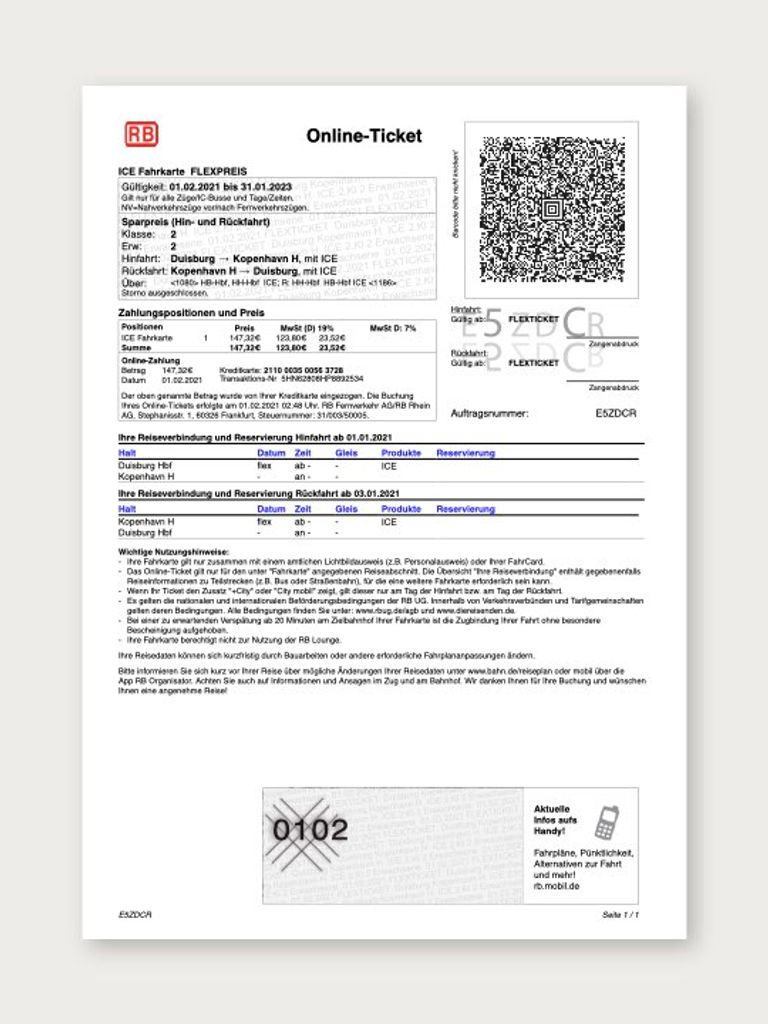 RB
Online-Ticket
Barcode bitte nicht knicken!
ICE Fahrkarte FLEXPREIS
Gültigkeit: 01.02.2021 bis 31.01.2023
Gilt nur für alle Züge/IC-Busse und Tage/Zeiten.
NV=Nahverkehrszüge vor/nach Fernverkehrszügen.
Sparpreis (Hin- und Rückfahrt)
Klasse: 2
Erw: 2
Hinfahrt: Duisburg → Kopenhaven H, mit ICE
Rückfahrt: Kopenhavn H → Duisburg, mit ICE
Über: <1080> HB-Hbf, HH-Hbf ICE; R: HH-Hbf HB-Hbf ICE <1186>
Storno ausgeschlossen.
Zahlungspositionen und Preis
Positionen Preis MwSt (D) 19% MwSt D: 7%
ICE Fahrkarte 1 147,32€ 123,80€ 23,52€
Summe 147,32€ 123,80€ 23,52€
Online-Zahlung
Betrag 147,32€ Kreditkarte: 2110 0035 0056 3728
Datum 01.02.2021 Transaktions-Nr 5HN62808HP8892534
Der oben genannte Betrag wurde von Ihrer Kreditkarte eingezogen. Die Buchung
Ihres Online-Tickets erfolgte am 01.02.2021 02:48 Uhr. RB Fernverkehr AG/RB Rhein
AG, Stephanisstr. 1, 60326 Frankfurt, Steuernummer: 31/003/50005.
Hinfahrt:
Gültig ab: FLEXTICKET
E5ZDCR
Zangenabdruck
Rückfahrt:
Gültig ab: FLEXTICKET
Zangenabdruck
Auftragsnummer: E5ZDCR
Ihre Reiseverbindung und Reservierung Hinfahrt ab 01.01.2021
Halt Datum Zeit Gleis Produkte Reservierung
Duisburg Hbf flex ab - - ICE
Kopenhavn H - an - -
Ihre Reiseverbindung und Reservierung Rückfahrt ab 03.01.2021
Halt Datum Zeit Gleis Produkte Reservierung
Kopenhavn H flex ab - - ICE
Duisburg Hbf - an - -
Wichtige Nutzungshinweise:
- Ihre Fahrkarte gilt nur zusammen mit einem amtlichen Lichtbildausweis (z.B. Personalausweis) oder Ihrer FahrCard.
- Das Online-Ticket gilt nur für den unter "Fahrkarte" angegebenen Reiseabschnitt. Die Übersicht "Ihre Reiseverbindung" enthält gegebenenfalls
Reiseinformationen zu Teilstrecken (z.B. Bus oder Straßenbahn), für die eine weitere Fahrkarte erforderlich sein kann.
- Wenn Ihr Ticket den Zusatz "+City" oder "City mobil" zeigt, gilt dieser nur am Tag der Hinfahrt bzw. am Tag der Rückfahrt.
- Es gelten die nationalen und internationalen Beförderungsbedingungen der RB UG. Innerhalb von Verkehrsverbünden und Tarifgemeinschaften
gelten deren Bedingungen. Alle Bedingungen finden Sie unter: www.rbug.de/agb und www.diereisenden.de.
- Bei einer zu erwartenden Verspätung ab 20 Minuten am Zielbahnhof Ihrer Fahrkarte ist die Zugbindung Ihrer Fahrt ohne besondere
Bescheinigung aufgehoben.
- Ihre Fahrkarte berechtigt nicht zur Nutzung der RB Lounge.
Ihre Reisedaten können sich kurzfristig durch Bauarbeiten oder andere erforderliche Fahrplananpassungen ändern.
Bitte informieren Sie sich kurz vor Ihrer Reise über mögliche Änderungen Ihrer Reisedaten unter www.bahn.de/reiseplan oder mobil über die
App RB Organisator. Achten Sie auch auf Informationen und Ansagen im Zug und am Bahnhof. Wir danken Ihnen für Ihre Buchung und wünschen
Ihnen eine angenehme Reise!
0102
Aktuelle
Infos aufs
Handy!
Fahrpläne, Pünktlichkeit,
Alternativen zur Fahrt
und mehr!
rb.mobil.de
E5ZDCR
Seite 1 / 1